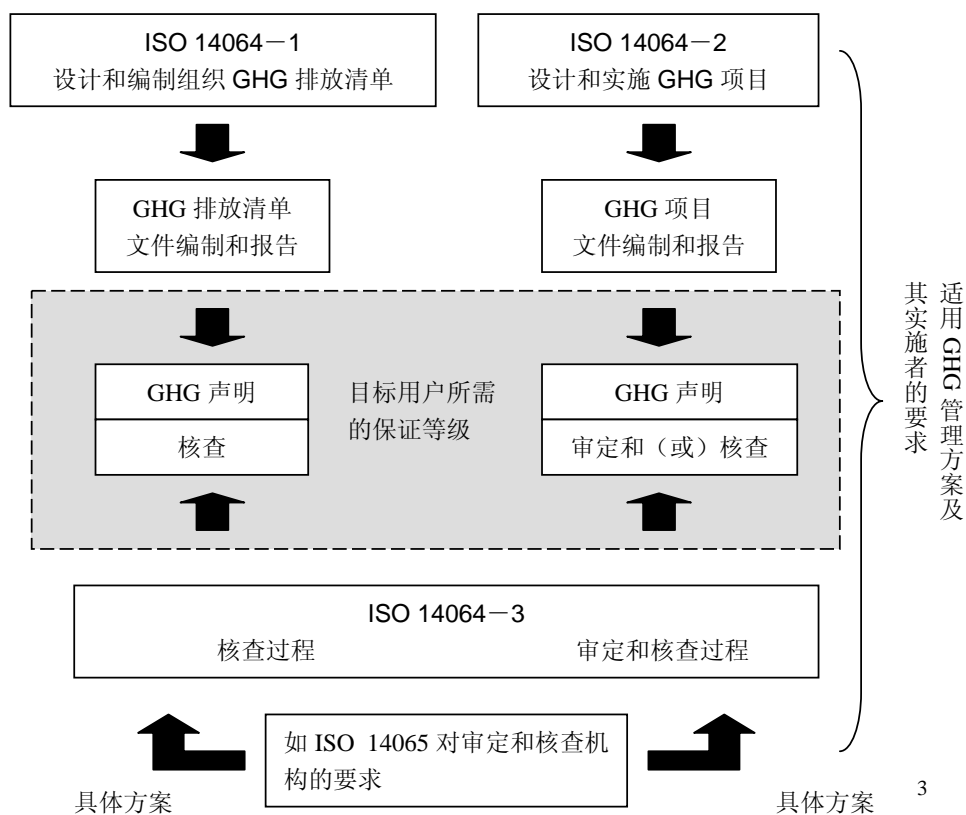 ISO 14064－1
设计和编制组织 GHG 排放清单
ISO 14064－2
设计和实施 GHG 项目
GHG 排放清单
文件编制和报告
GHG 项目
文件编制和报告
GHG 声明
核查
目标用户所需
的保证等级
GHG 声明
审定和（或）核查
适用 GHG 管理方案及
其实施者的要求
ISO 14064－3
核查过程
审定和核查过程
如 ISO 14065 对审定和核查机
构的要求
具体方案
具体方案
3